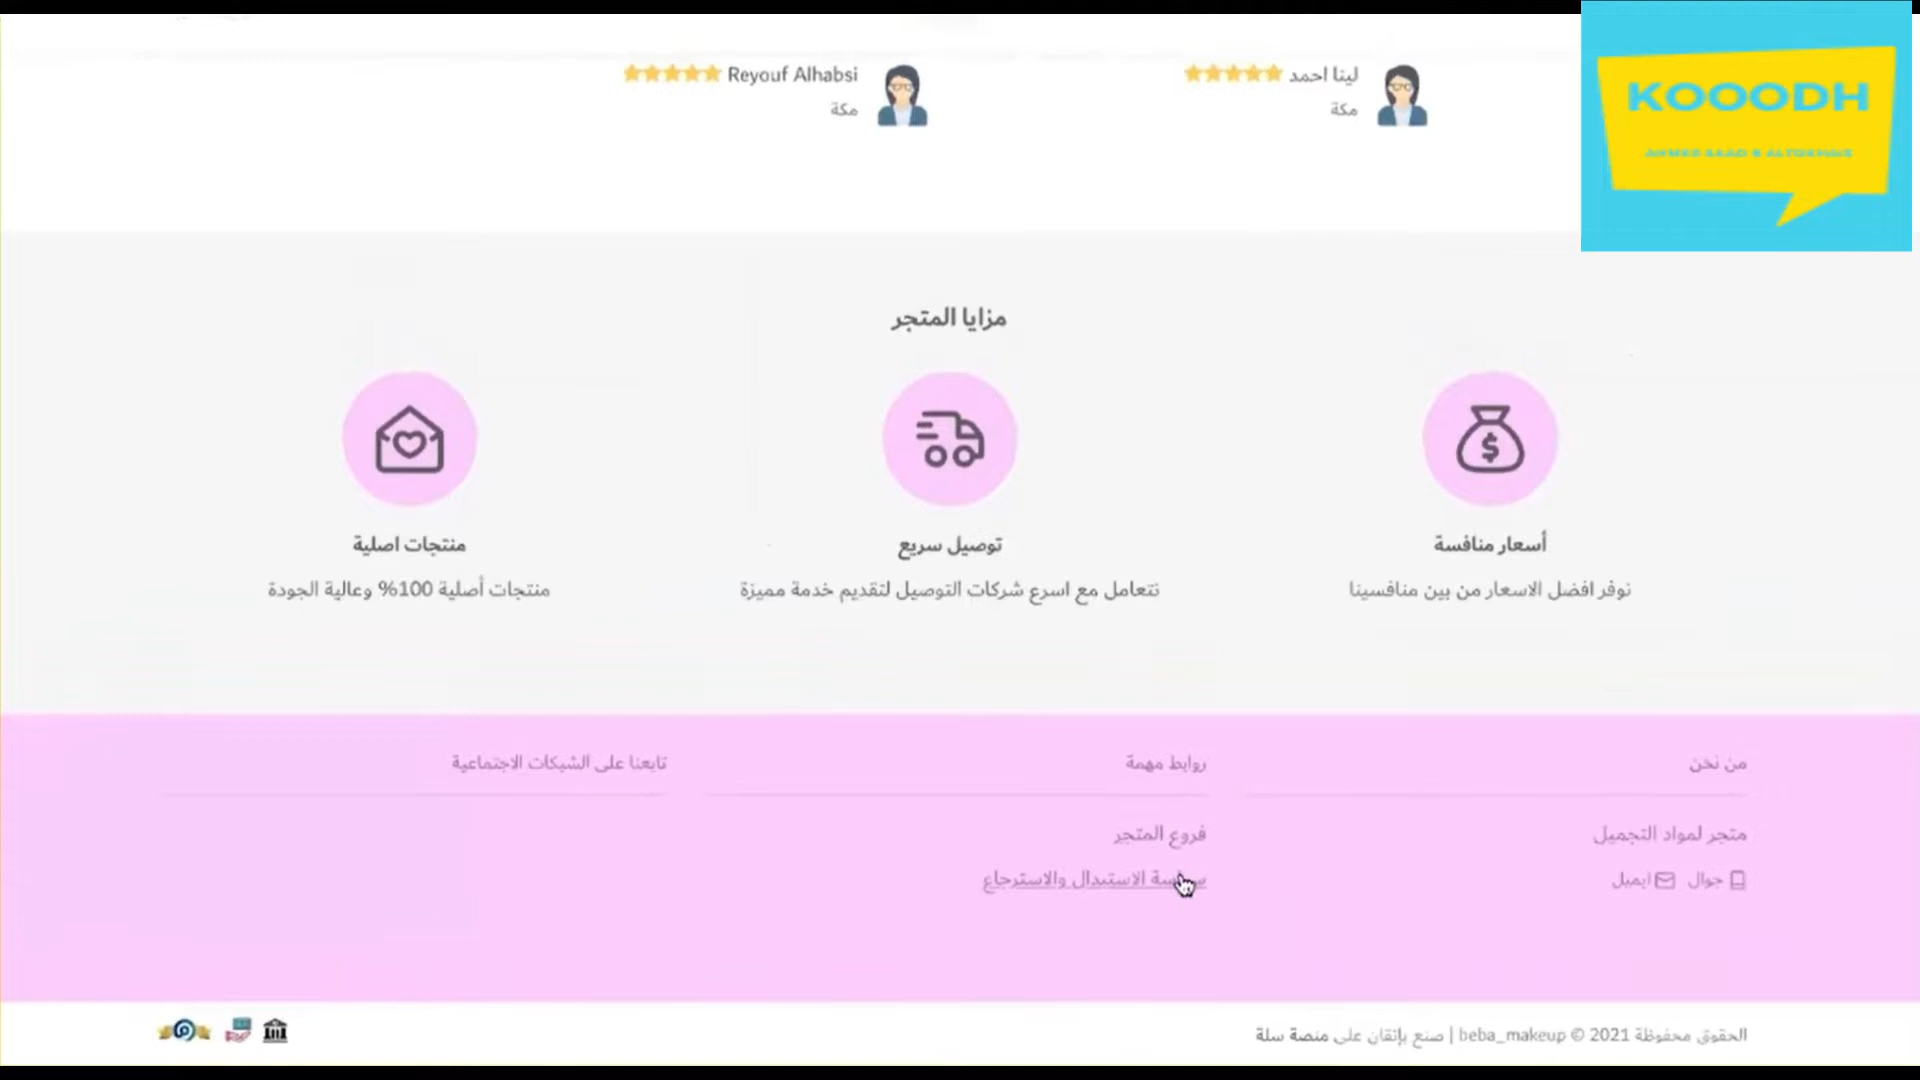 لينا احمد
مكة
Reyouf Alhabsi
مكة
KOOODH
مزايا المتجر
أسعار منافسة
نوفر افضل الاسعار من بين منافسينا
توصيل سريع
نتعامل مع اسرع شركات التوصيل لتقديم خدمة مميزة
منتجات اصلية
منتجات أصلية 100% وعالية الجودة
من نحن
متجر لمواد التجميل
جوال
ايميل
روابط مهمة
فروع المتجر
سياسة الاستبدال والاسترجاع
تابعنا على الشبكات الاجتماعية
الحقوق محفوظة 2021 © beba_makeup | صنع بإتقان على منصة سلة